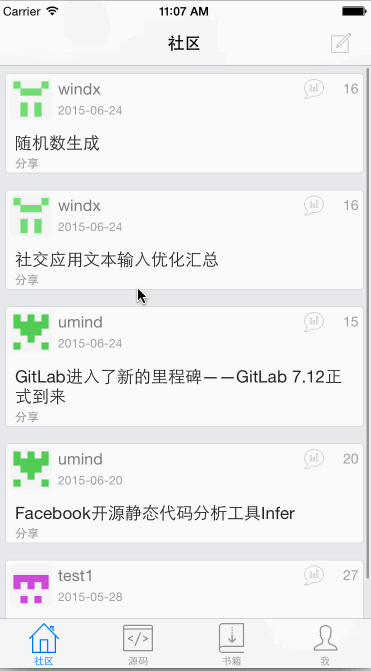 Carrier 11:07 AM
社区
windx 16
2015-06-24
随机数生成
分享
windx 16
2015-06-24
社交应用文本输入优化汇总
分享
umind 15
2015-06-24
GitLab进入了新的里程碑——GitLab 7.12正
式到来
分享
umind 20
2015-06-20
Facebook开源静态代码分析工具Infer
分享
test1 27
2015-05-28
社区 源码 书籍 我